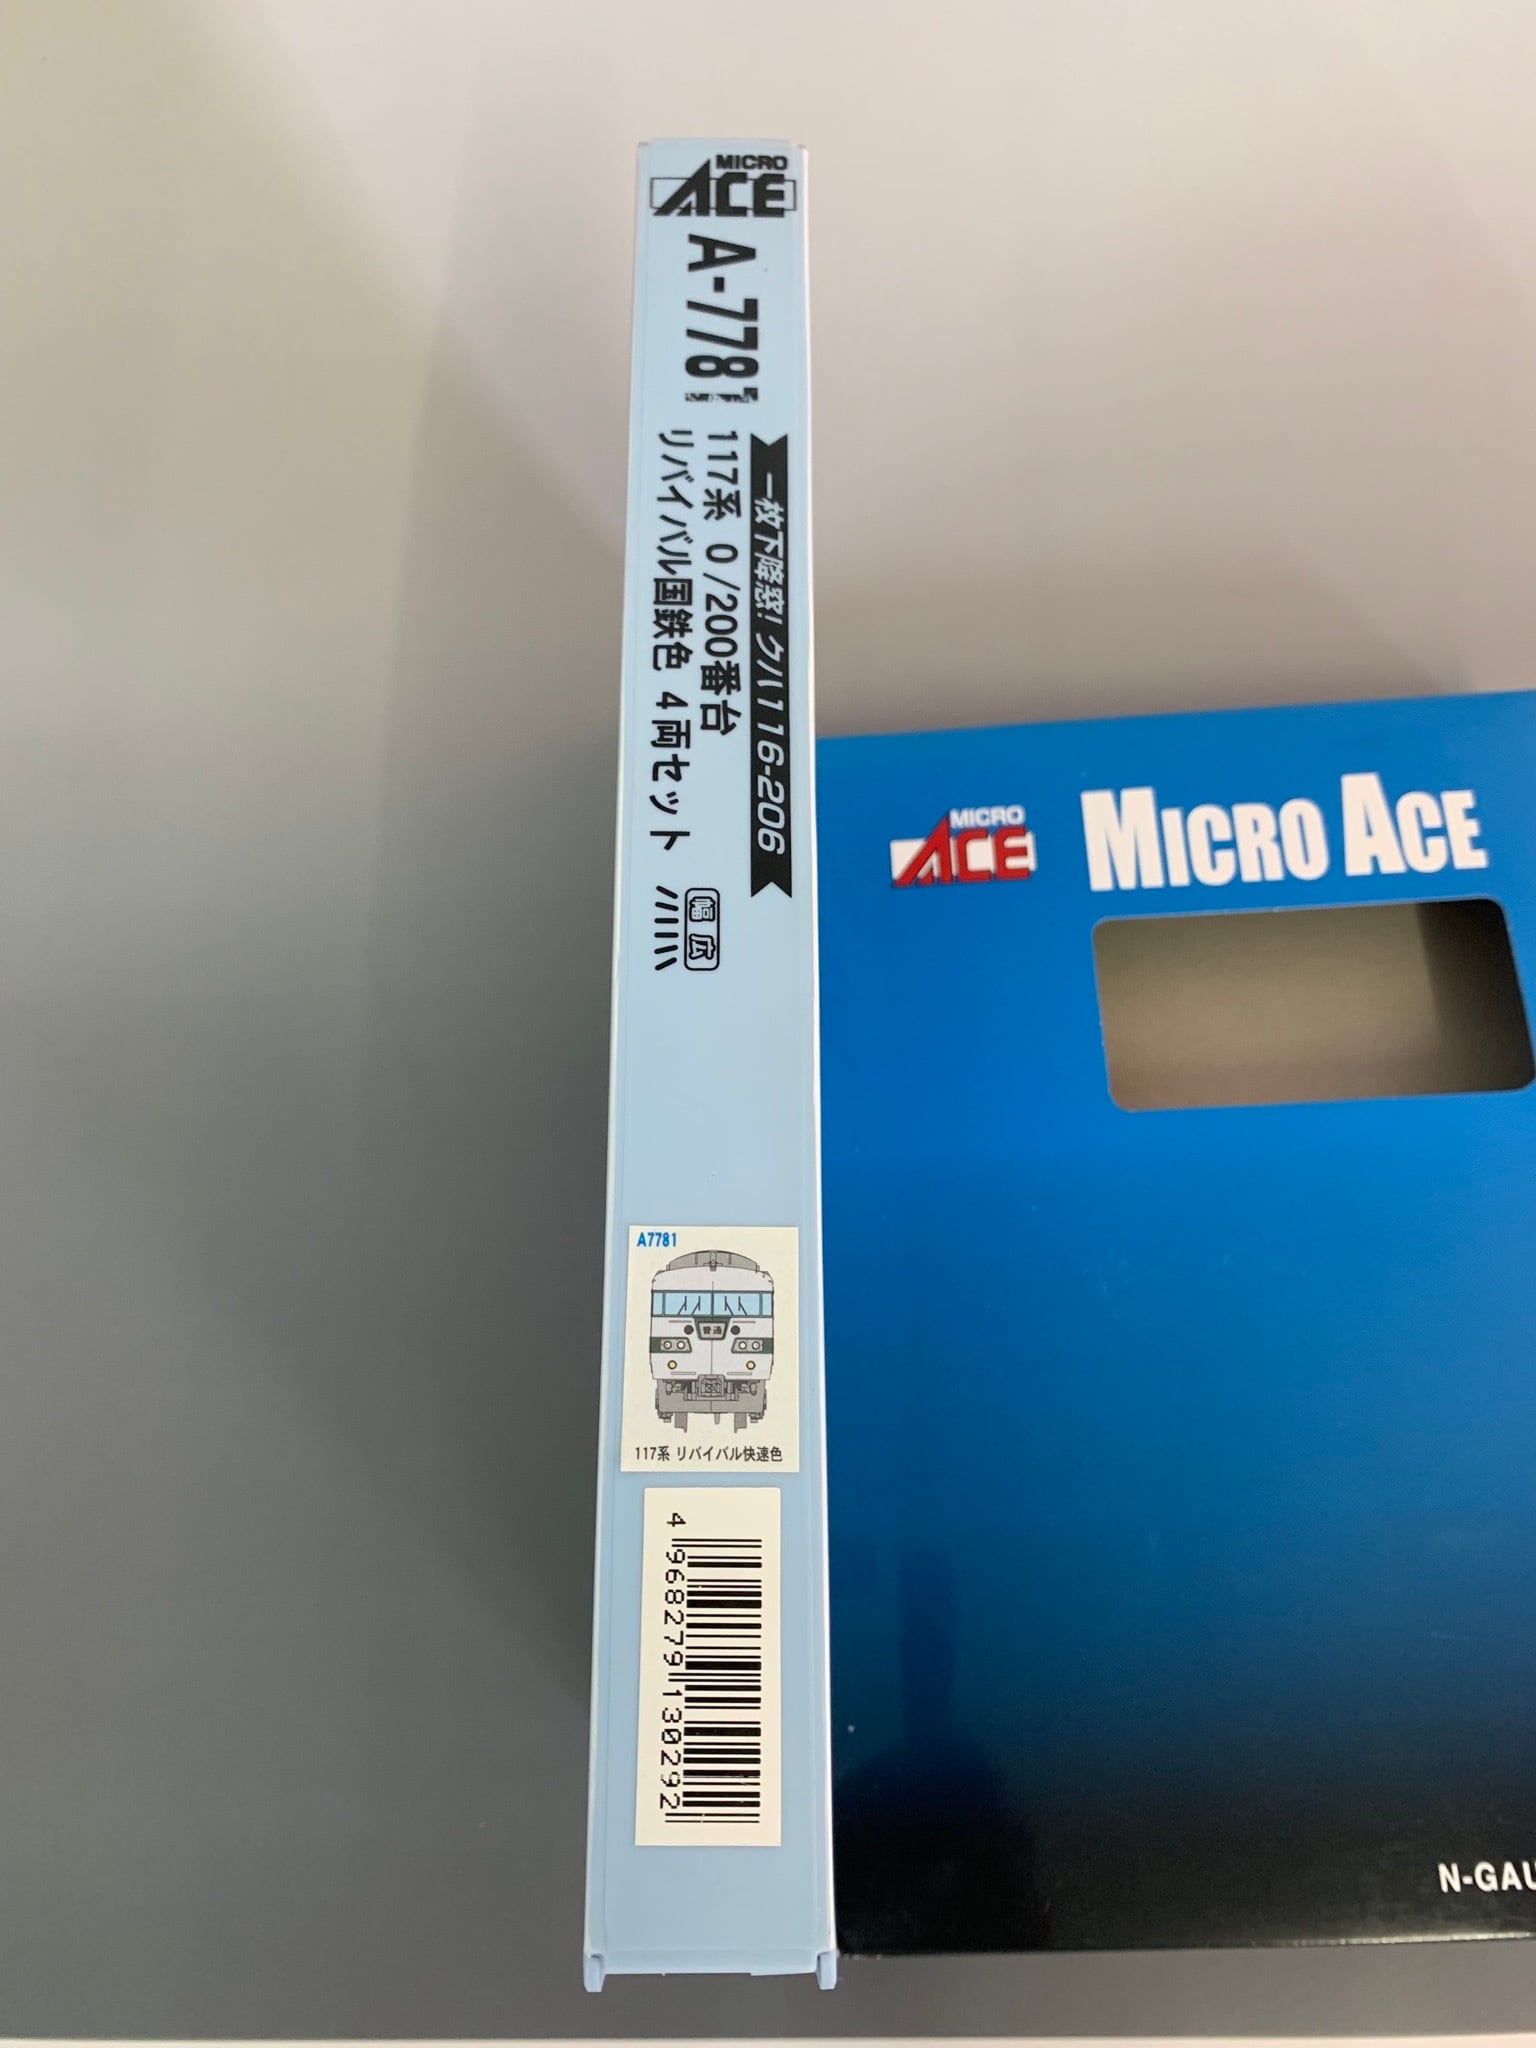 MICRO
ACE
A-7781
一枚下降窓！クハ116-206
117系 0/200番台
リバイバル国鉄色 4両セット
幅広
A7781
普通
117系 リバイバル快速色
4 968279 130292
MICRO
ACE
MICRO ACE
N-GAU